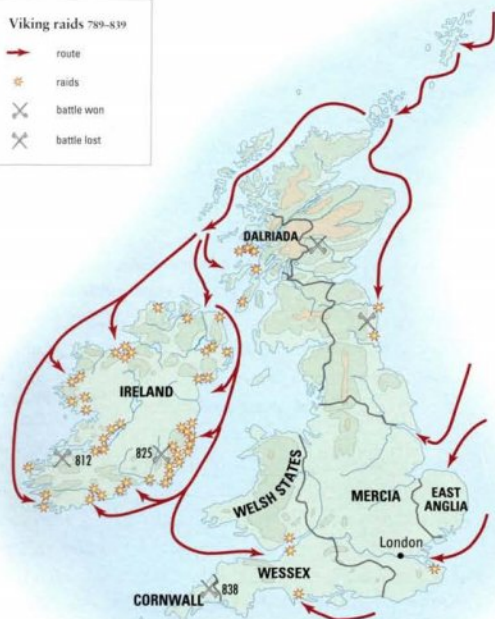 Viking raids 789–839
route
raids
battle won
battle lost
DALRIADA
IRELAND
812
825
WELSH STATES
MERCIA
EAST
ANGLIA
London
WESSEX
838
CORNWALL